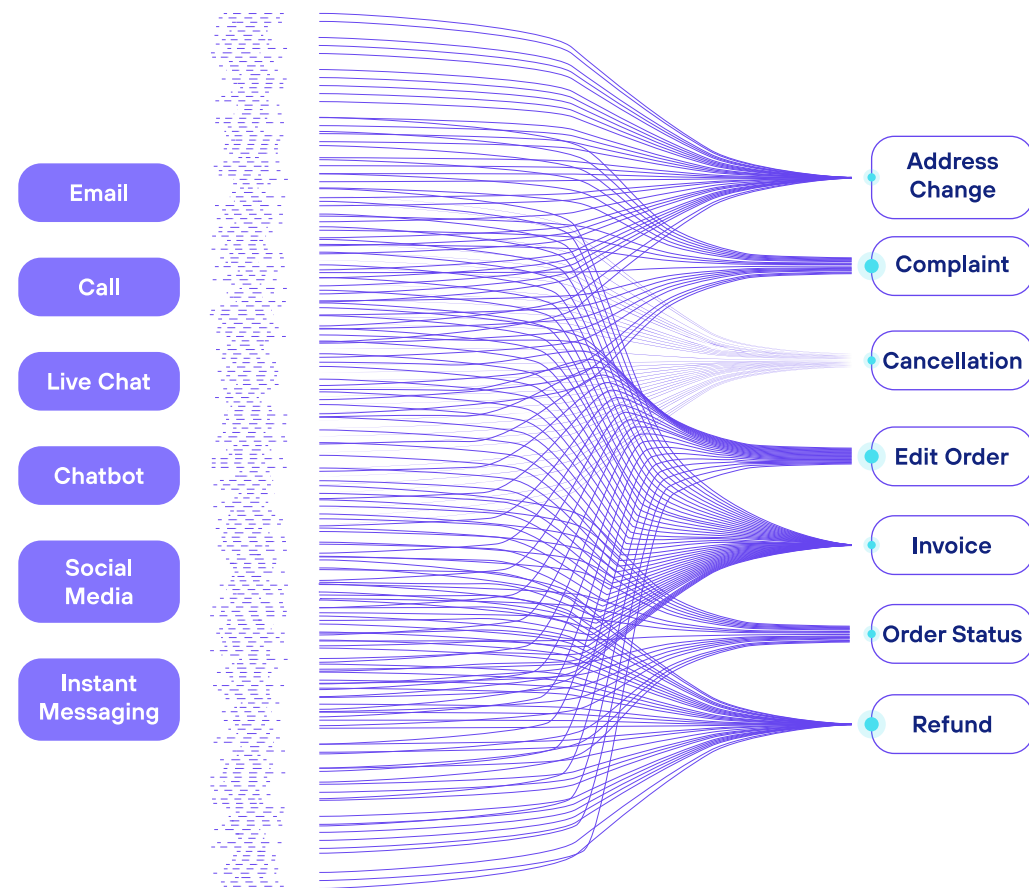 Email
Call
Live Chat
Chatbot
Social
Media
Instant
Messaging
Address
Change
Complaint
Cancellation
Edit Order
Invoice
Order Status
Refund